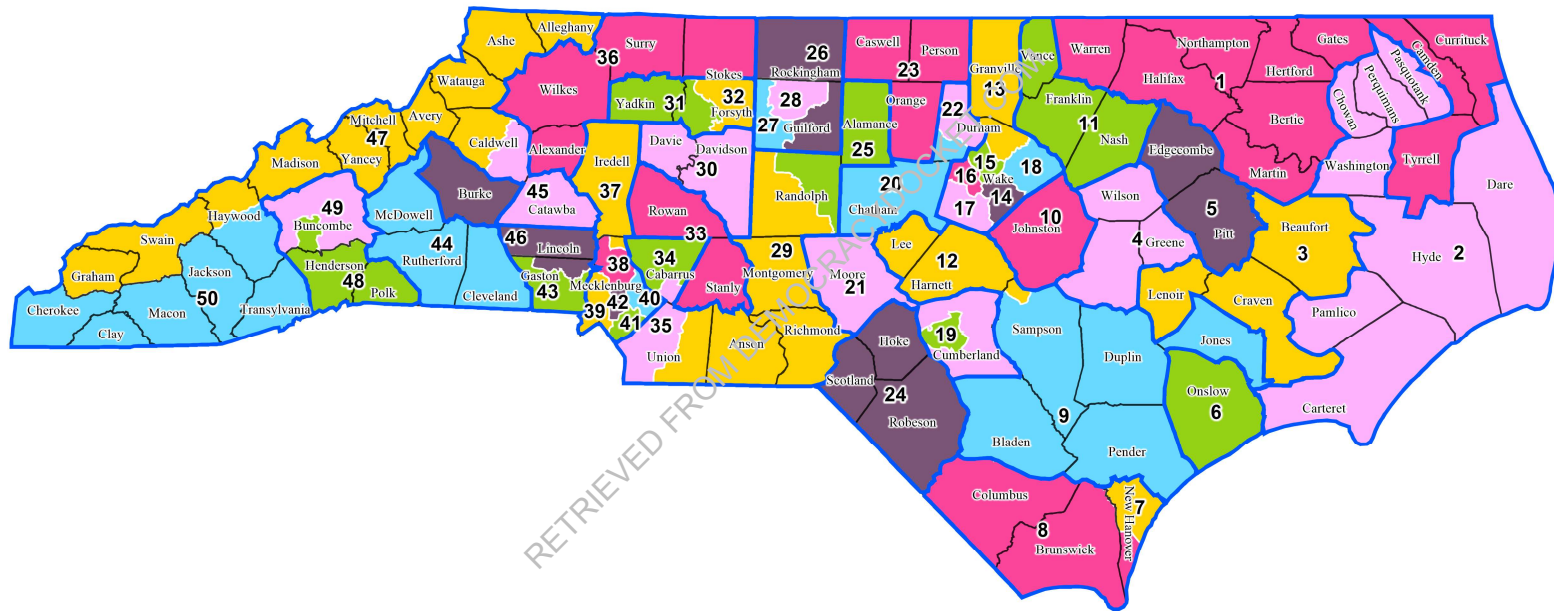 Alleghany
Ashe
Surry
36
Stokes
26
Rockingham
Caswell
Person
23
Granville
13
Vance
Warren
Northampton
Gates
Camden
Currituck
Pasquotank
Perquimans
Chowan
Halifax
1
Hertford
Watauga
Wilkes
Yadkin
31
32
Forsyth
28
27
Guilford
Alamance
25
Orange
22
Durham
Franklin
11
Nash
Edgecombe
Bertie
Martin
Washington
Tyrrell
Dare
Mitchell
47
Yancey
Avery
Caldwell
Alexander
Iredell
37
Davie
Davidson
30
Madison
Burke
45
Catawba
Rowan
33
Randolph
20
Chatham
15
16
Wake
14
17
18
Wilson
10
Johnston
4
Greene
5
Pitt
Beaufort
3
Hyde
2
Haywood
49
Buncombe
McDowell
Swain
Graham
Jackson
Henderson
48
Polk
44
Rutherford
Cleveland
46
Lincoln
Gaston
43
38
Mecklenburg
42
39
40
41
34
Cabarrus
35
Stanly
29
Montgomery
Moore
21
Lee
12
Harnett
Lenoir
Craven
Pamlico
Cherokee
Macon
50
Transylvania
Clay
Union
Anson
Richmond
Hoke
19
Cumberland
Sampson
Duplin
Jones
Onslow
6
Carteret
Scotland
24
Robeson
9
Bladen
Pender
Columbus
8
Brunswick
New Hanover
7
RETRIEVED FROM DEMOCRACYDOCKET.COM